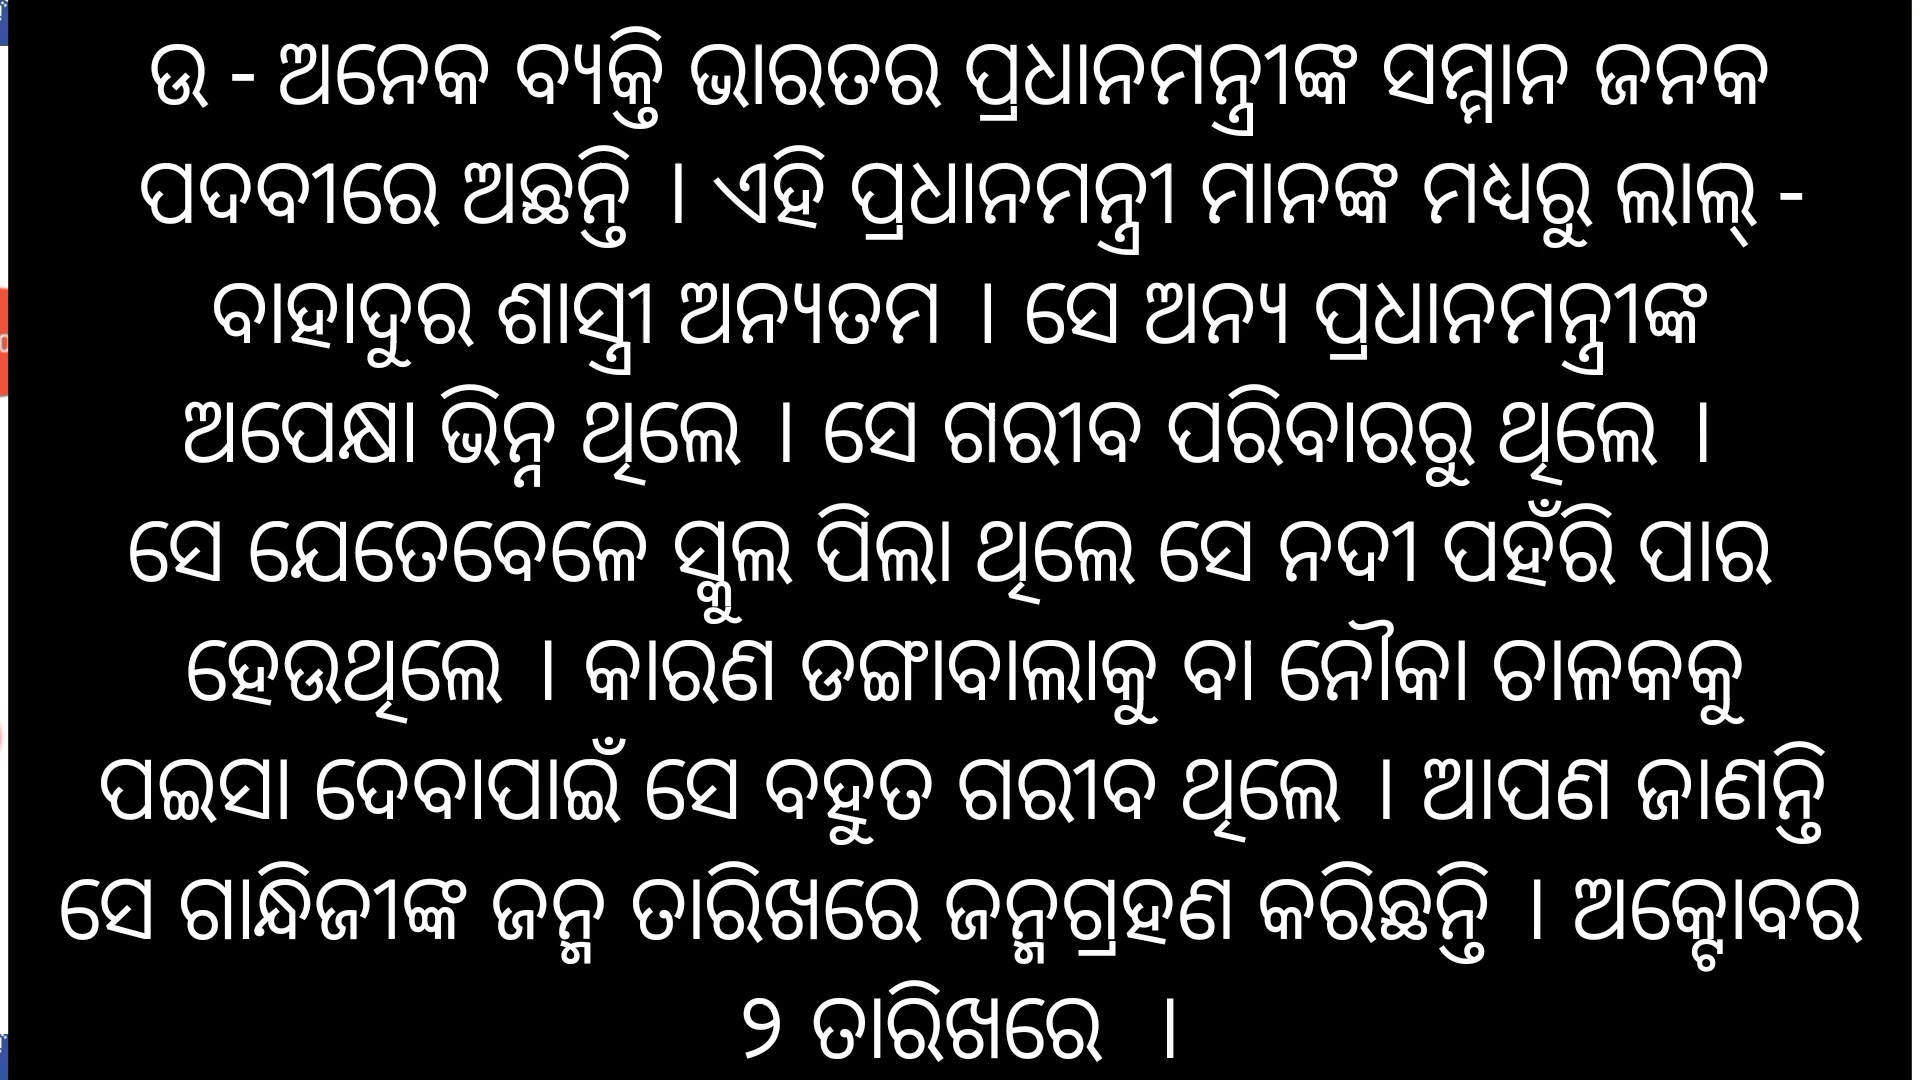 ଉ - ଅନେକ ବ୍ୟକ୍ତି ଭାରତର ପ୍ରଧାନମନ୍ତ୍ରୀଙ୍କ ସମ୍ମାନ ଜନକ
ପଦବୀରେ ଅଛନ୍ତି । ଏହି ପ୍ରଧାନମନ୍ତ୍ରୀ ମାନଙ୍କ ମଧ୍ୟରୁ ଲାଲ୍ -
ବାହାଦୁର ଶାସ୍ତ୍ରୀ ଅନ୍ୟତମ । ସେ ଅନ୍ୟ ପ୍ରଧାନମନ୍ତ୍ରୀଙ୍କ
ଅପେକ୍ଷା ଭିନ୍ନ ଥିଲେ । ସେ ଗରୀବ ପରିବାରରୁ ଥିଲେ ।
ସେ ଯେତେବେଳେ ସ୍କୁଲ ପିଲା ଥିଲେ ସେ ନଦୀ ପହଁରି ପାର
ହେଉଥିଲେ । କାରଣ ଡଙ୍ଗାବାଲାକୁ ବା ନୌକା ଚାଳକକୁ
ପଇସା ଦେବାପାଇଁ ସେ ବହୁତ ଗରୀବ ଥିଲେ । ଆପଣ ଜାଣନ୍ତି
ସେ ଗାନ୍ଧିଜୀଙ୍କ ଜନ୍ମ ତାରିଖରେ ଜନ୍ମଗ୍ରହଣ କରିଛନ୍ତି । ଅକ୍ଟୋବର
୨ ତାରିଖରେ ।